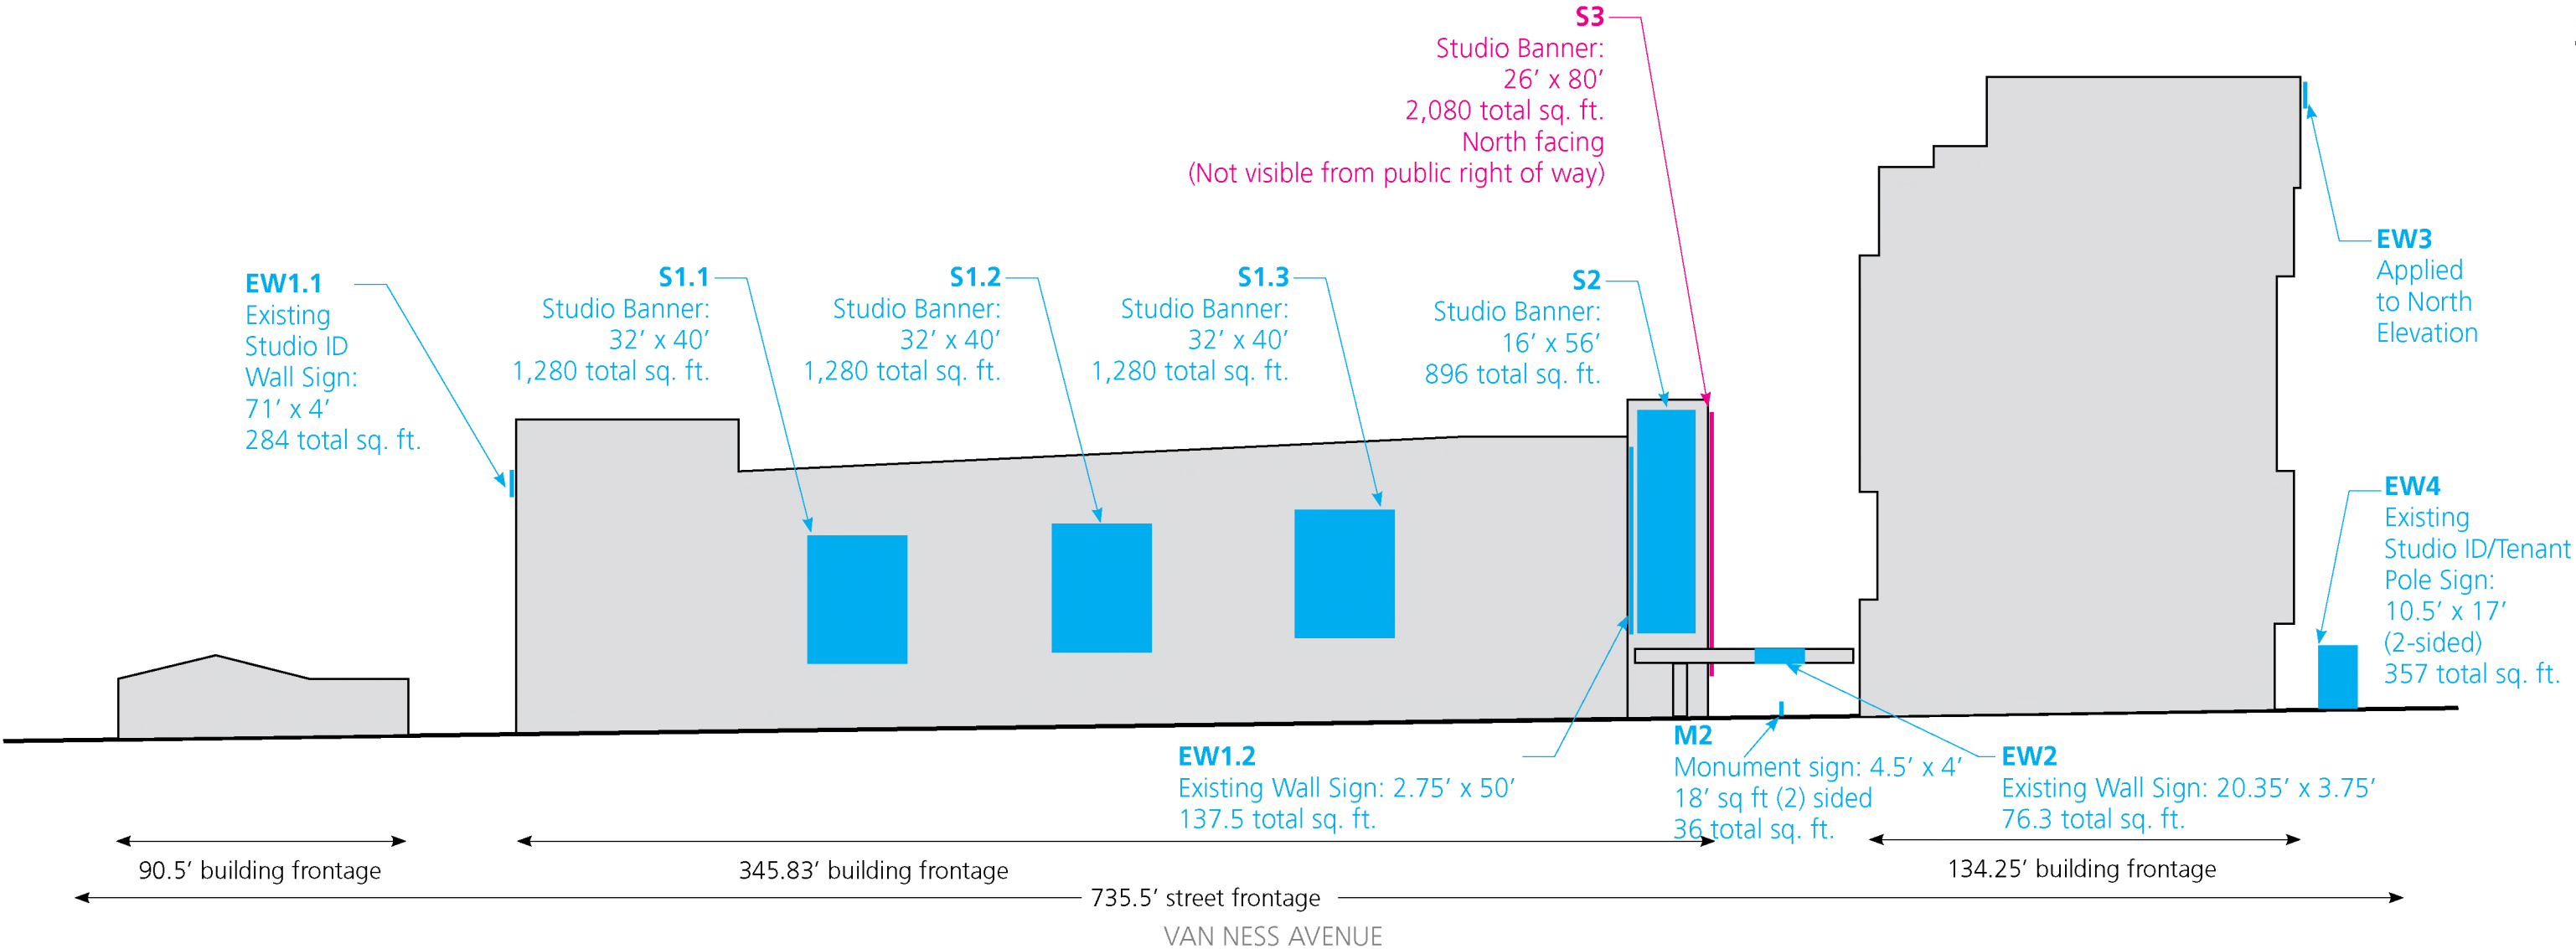 S3
Studio Banner:
26’ x 80’
2,080 total sq. ft.
North facing
(Not visible from public right of way)
EW1.1
Existing
Studio ID
Wall Sign:
71’ x 4’
284 total sq. ft.
S1.1
Studio Banner:
32’ x 40’
1,280 total sq. ft.
S1.2
Studio Banner:
32’ x 40’
1,280 total sq. ft.
S1.3
Studio Banner:
32’ x 40’
1,280 total sq. ft.
S2
Studio Banner:
16’ x 56’
896 total sq. ft.
EW3
Applied
to North
Elevation
EW4
Existing
Studio ID/Tenant
Pole Sign:
10.5’ x 17’
(2-sided)
357 total sq. ft.
EW1.2
Existing Wall Sign: 2.75’ x 50’
137.5 total sq. ft.
M2
Monument sign: 4.5’ x 4’
18’ sq ft (2) sided
36 total sq. ft.
EW2
Existing Wall Sign: 20.35’ x 3.75’
76.3 total sq. ft.
90.5’ building frontage
345.83’ building frontage
134.25’ building frontage
735.5’ street frontage
VAN NESS AVENUE